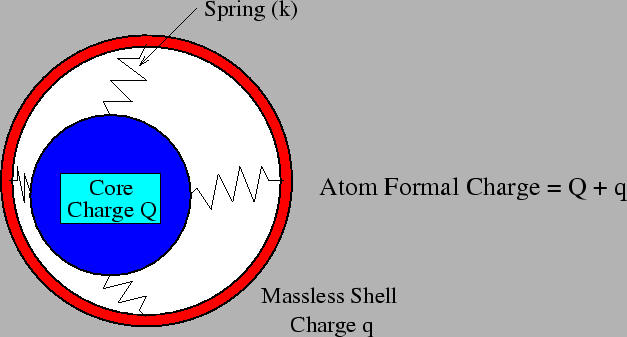 Spring (k)
Core
Charge Q
Atom Formal Charge = Q + q
Massless Shell
Charge q